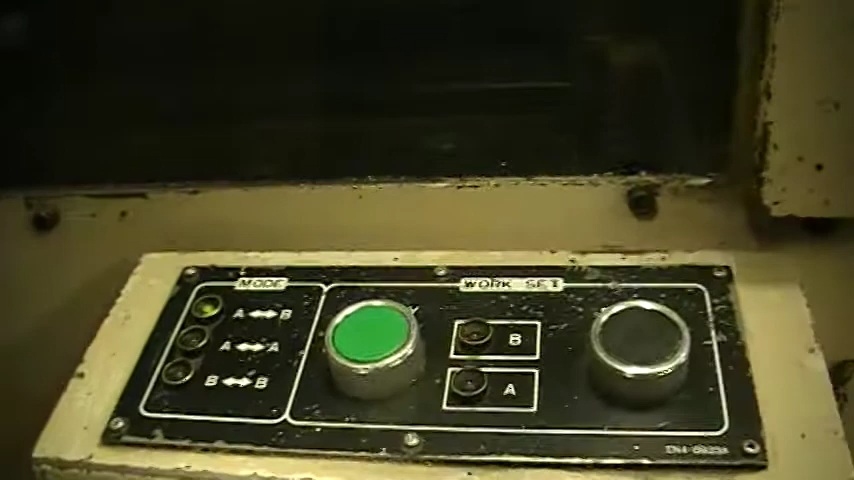 MODE
A ↔ B
A ↔ A
B ↔ B
WORK SET
B
A